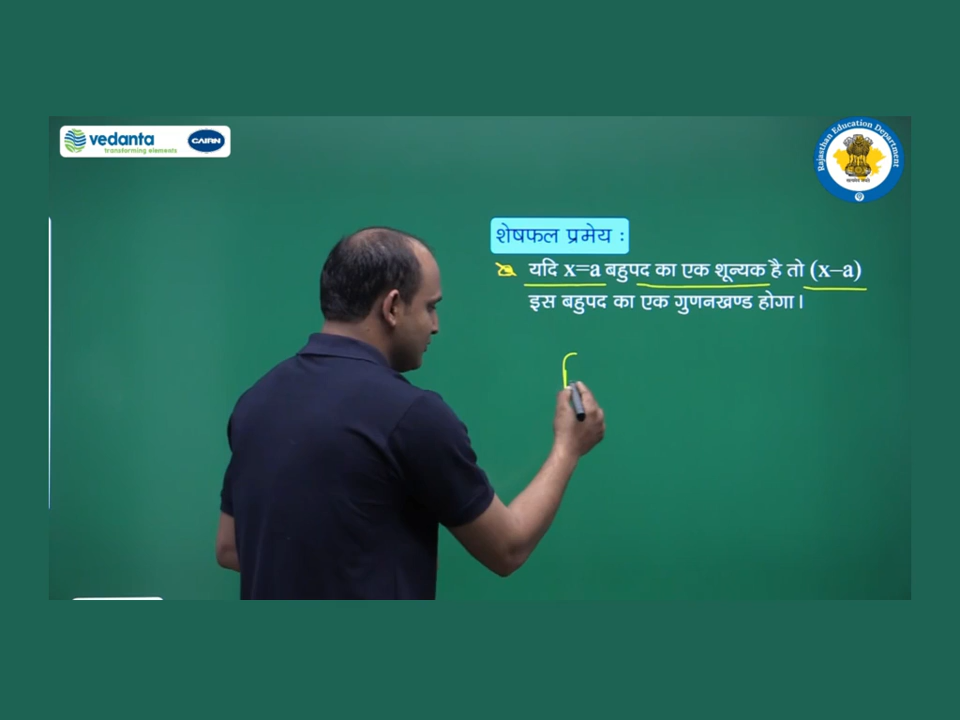 vedanta
transforming elements
CAIRN
Rajasthan Education Department
शेषफल प्रमेय :
यदि x=a बहुपद का एक शून्यक है तो (x–a)
इस बहुपद का एक गुणनखण्ड होगा।